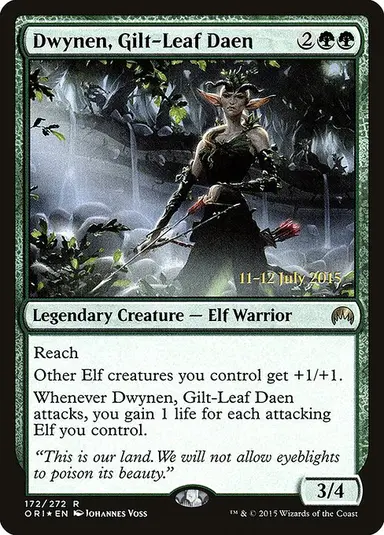 Dwynen, Gilt-Leaf Daen 2
11-12 July 2015
Legendary Creature — Elf Warrior
Reach
Other Elf creatures you control get +1/+1.
Whenever Dwynen, Gilt-Leaf Daen
attacks, you gain 1 life for each attacking
Elf you control.
“This is our land. We will not allow eyeblights
to poison its beauty.”
3/4
172/272 R
ORI★EN Johannes Voss
™ & © 2015 Wizards of the Coast